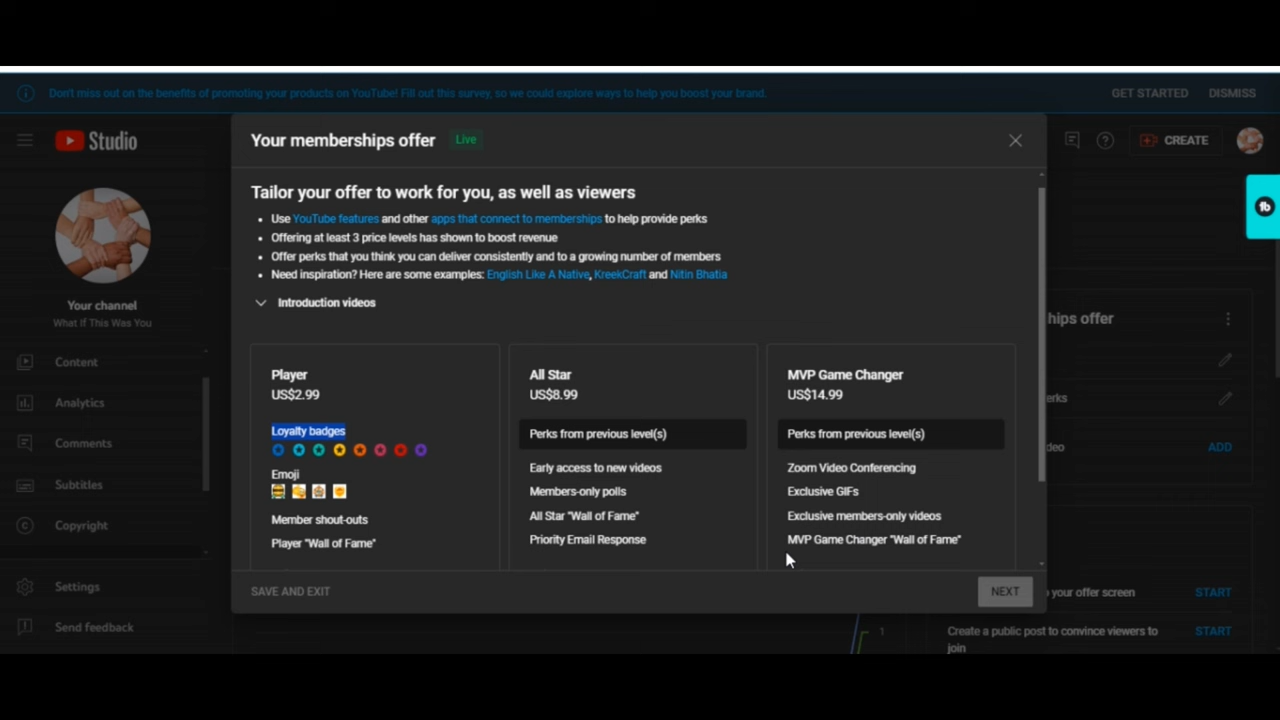 Don't miss out on the benefits of promoting your products on YouTube! Fill out this survey, so we could explore ways to help you boost your brand.
GET STARTED
DISMISS
Studio
Your memberships offer
Live
CREATE
Tailor your offer to work for you, as well as viewers
Use YouTube features and other apps that connect to memberships to help provide perks
Offering at least 3 price levels has shown to boost revenue
Offer perks that you think you can deliver consistently and to a growing number of members
Need inspiration? Here are some examples: English Like A Native, KreekCraft and Nitin Bhatia
Introduction videos
Your channel
What If This Was You
Content
Analytics
Comments
Subtitles
Copyright
Settings
Send feedback
Player
US$2.99
Loyalty badges
Emoji
Member shout-outs
Player "Wall of Fame"
All Star
US$8.99
Perks from previous level(s)
Early access to new videos
Members-only polls
All Star "Wall of Fame"
Priority Email Response
MVP Game Changer
US$14.99
Perks from previous level(s)
Zoom Video Conferencing
Exclusive GIFs
Exclusive members-only videos
MVP Game Changer "Wall of Fame"
SAVE AND EXIT
NEXT
hips offer
erks
deo
ADD
your offer screen
START
Create a public post to convince viewers to
join
START
1